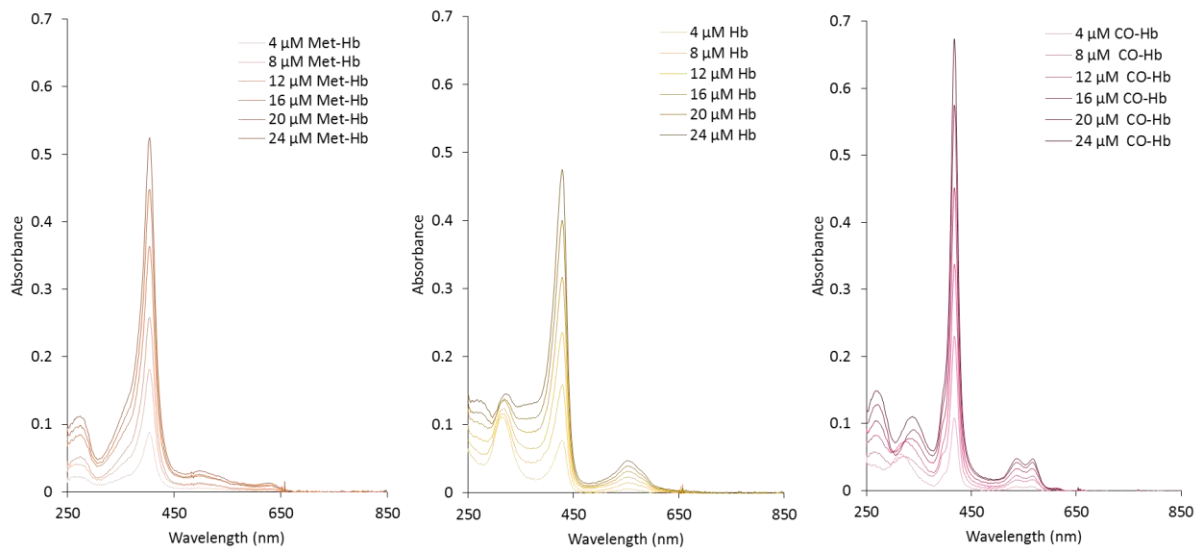 0.7
0.6
0.5
0.4
0.3
0.2
0.1
0
Absorbance
250
450
650
850
Wavelength (nm)
4 µM Met-Hb
8 µM Met-Hb
12 µM Met-Hb
16 µM Met-Hb
20 µM Met-Hb
24 µM Met-Hb
0.7
0.6
0.5
0.4
0.3
0.2
0.1
0
Absorbance
250
450
650
850
Wavelength (nm)
4 µM Hb
8 µM Hb
12 µM Hb
16 µM Hb
20 µM Hb
24 µM Hb
0.7
0.6
0.5
0.4
0.3
0.2
0.1
0
Absorbance
250
450
650
850
Wavelength (nm)
4 µM CO-Hb
8 µM CO-Hb
12 µM CO-Hb
16 µM CO-Hb
20 µM CO-Hb
24 µM CO-Hb